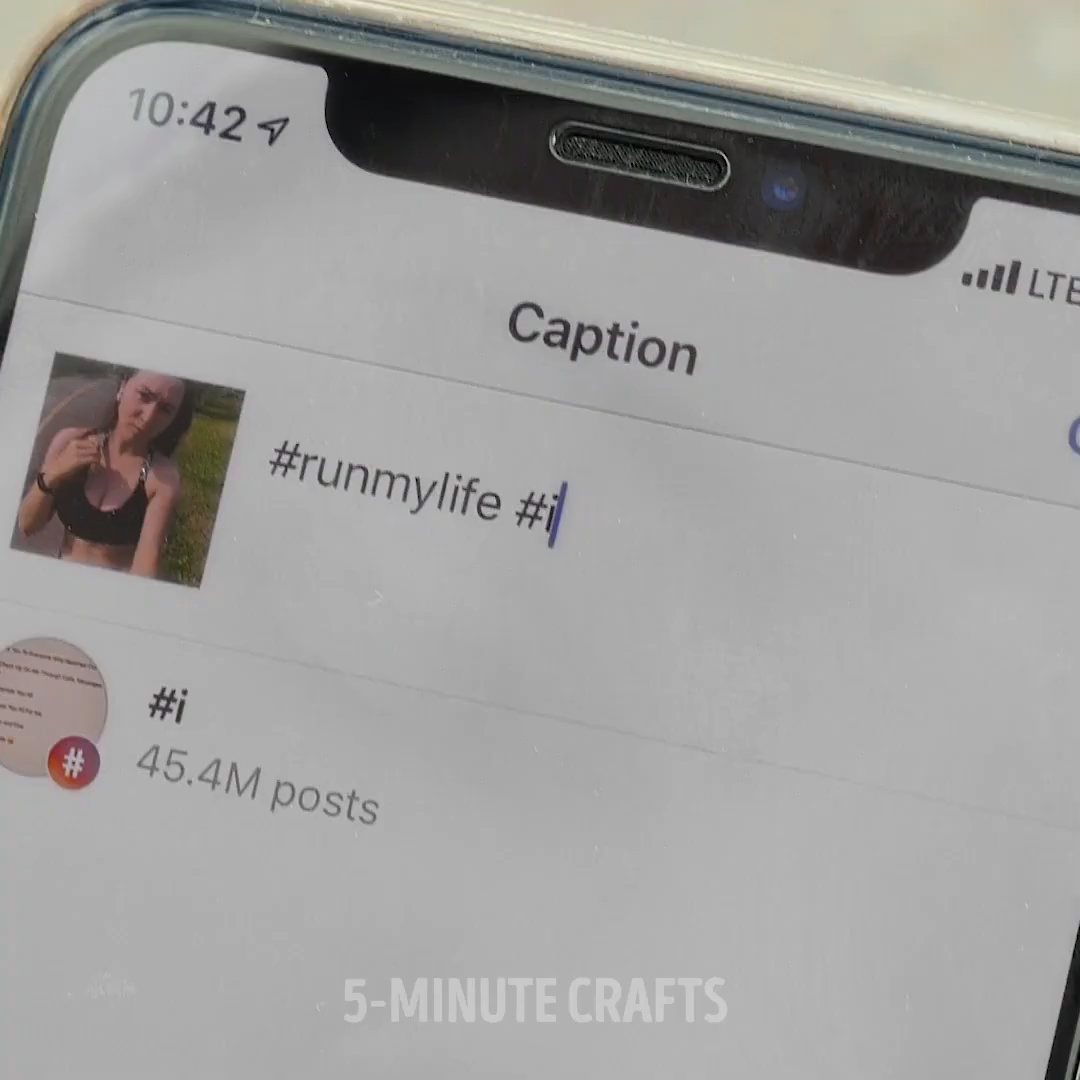 10:42
LTE
Caption
#runmylife #i
#i
#
45.4M posts
5-MINUTE CRAFTS